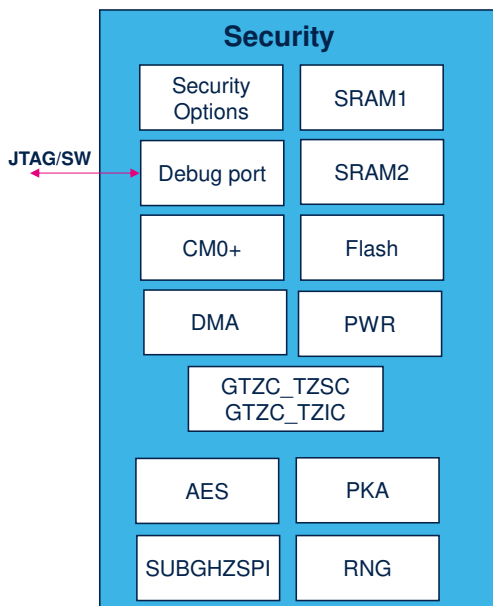 Security
Security
Options
SRAM1
JTAG/SW
Debug port
SRAM2
CM0+
Flash
DMA
PWR
GTZC_TZSC
GTZC_TZIC
AES
PKA
SUBGHZSPI
RNG